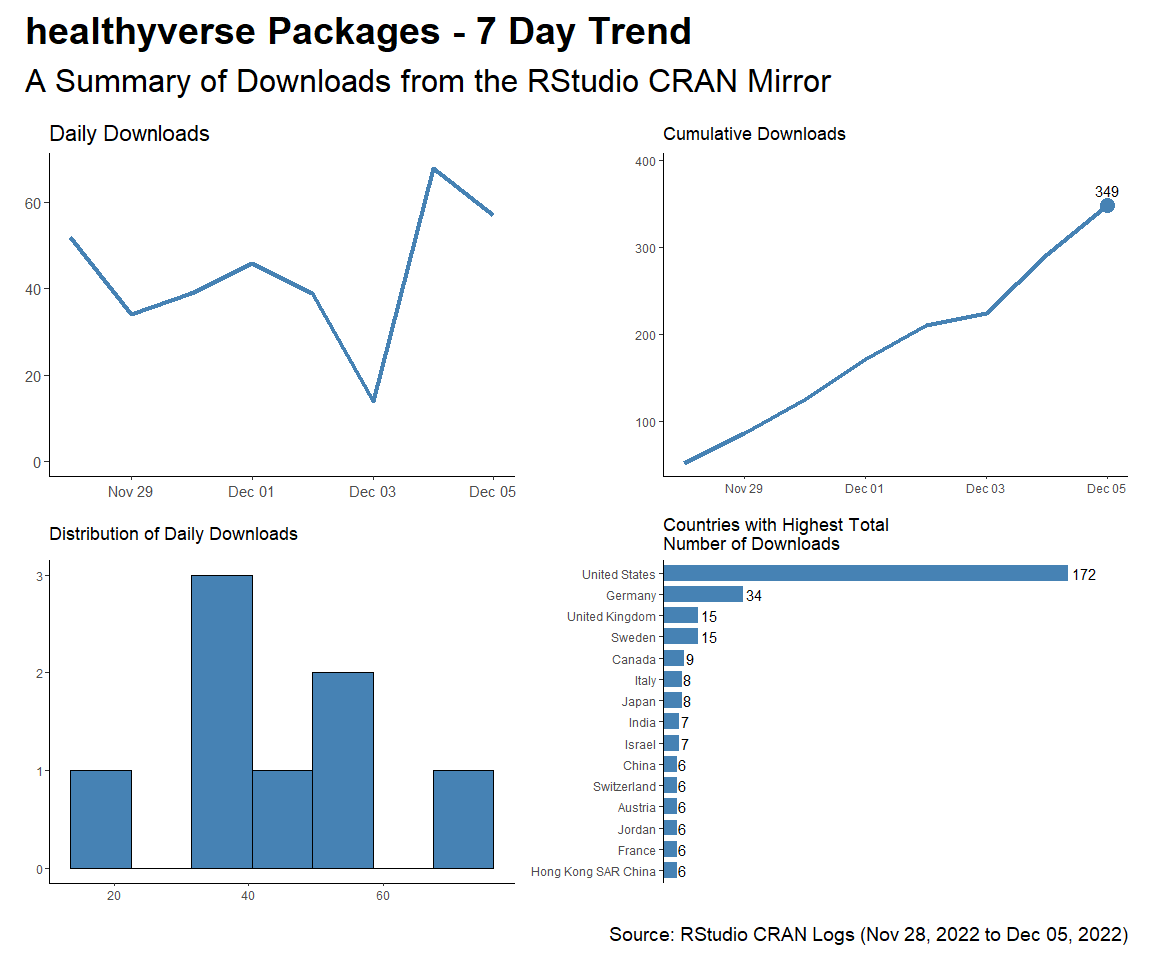 healthyverse Packages - 7 Day Trend
A Summary of Downloads from the RStudio CRAN Mirror
Daily Downloads
60
40
20
0
Nov 29 Dec 01 Dec 03 Dec 05
Cumulative Downloads
400
349
300
200
100
Nov 29 Dec 01 Dec 03 Dec 05
Distribution of Daily Downloads
3
2
1
0
20 40 60
Countries with Highest Total
Number of Downloads
United States 172
Germany 34
United Kingdom 15
Sweden 15
Canada 9
Italy 8
Japan 8
India 7
Israel 7
China 6
Switzerland 6
Austria 6
Jordan 6
France 6
Hong Kong SAR China 6
Source: RStudio CRAN Logs (Nov 28, 2022 to Dec 05, 2022)